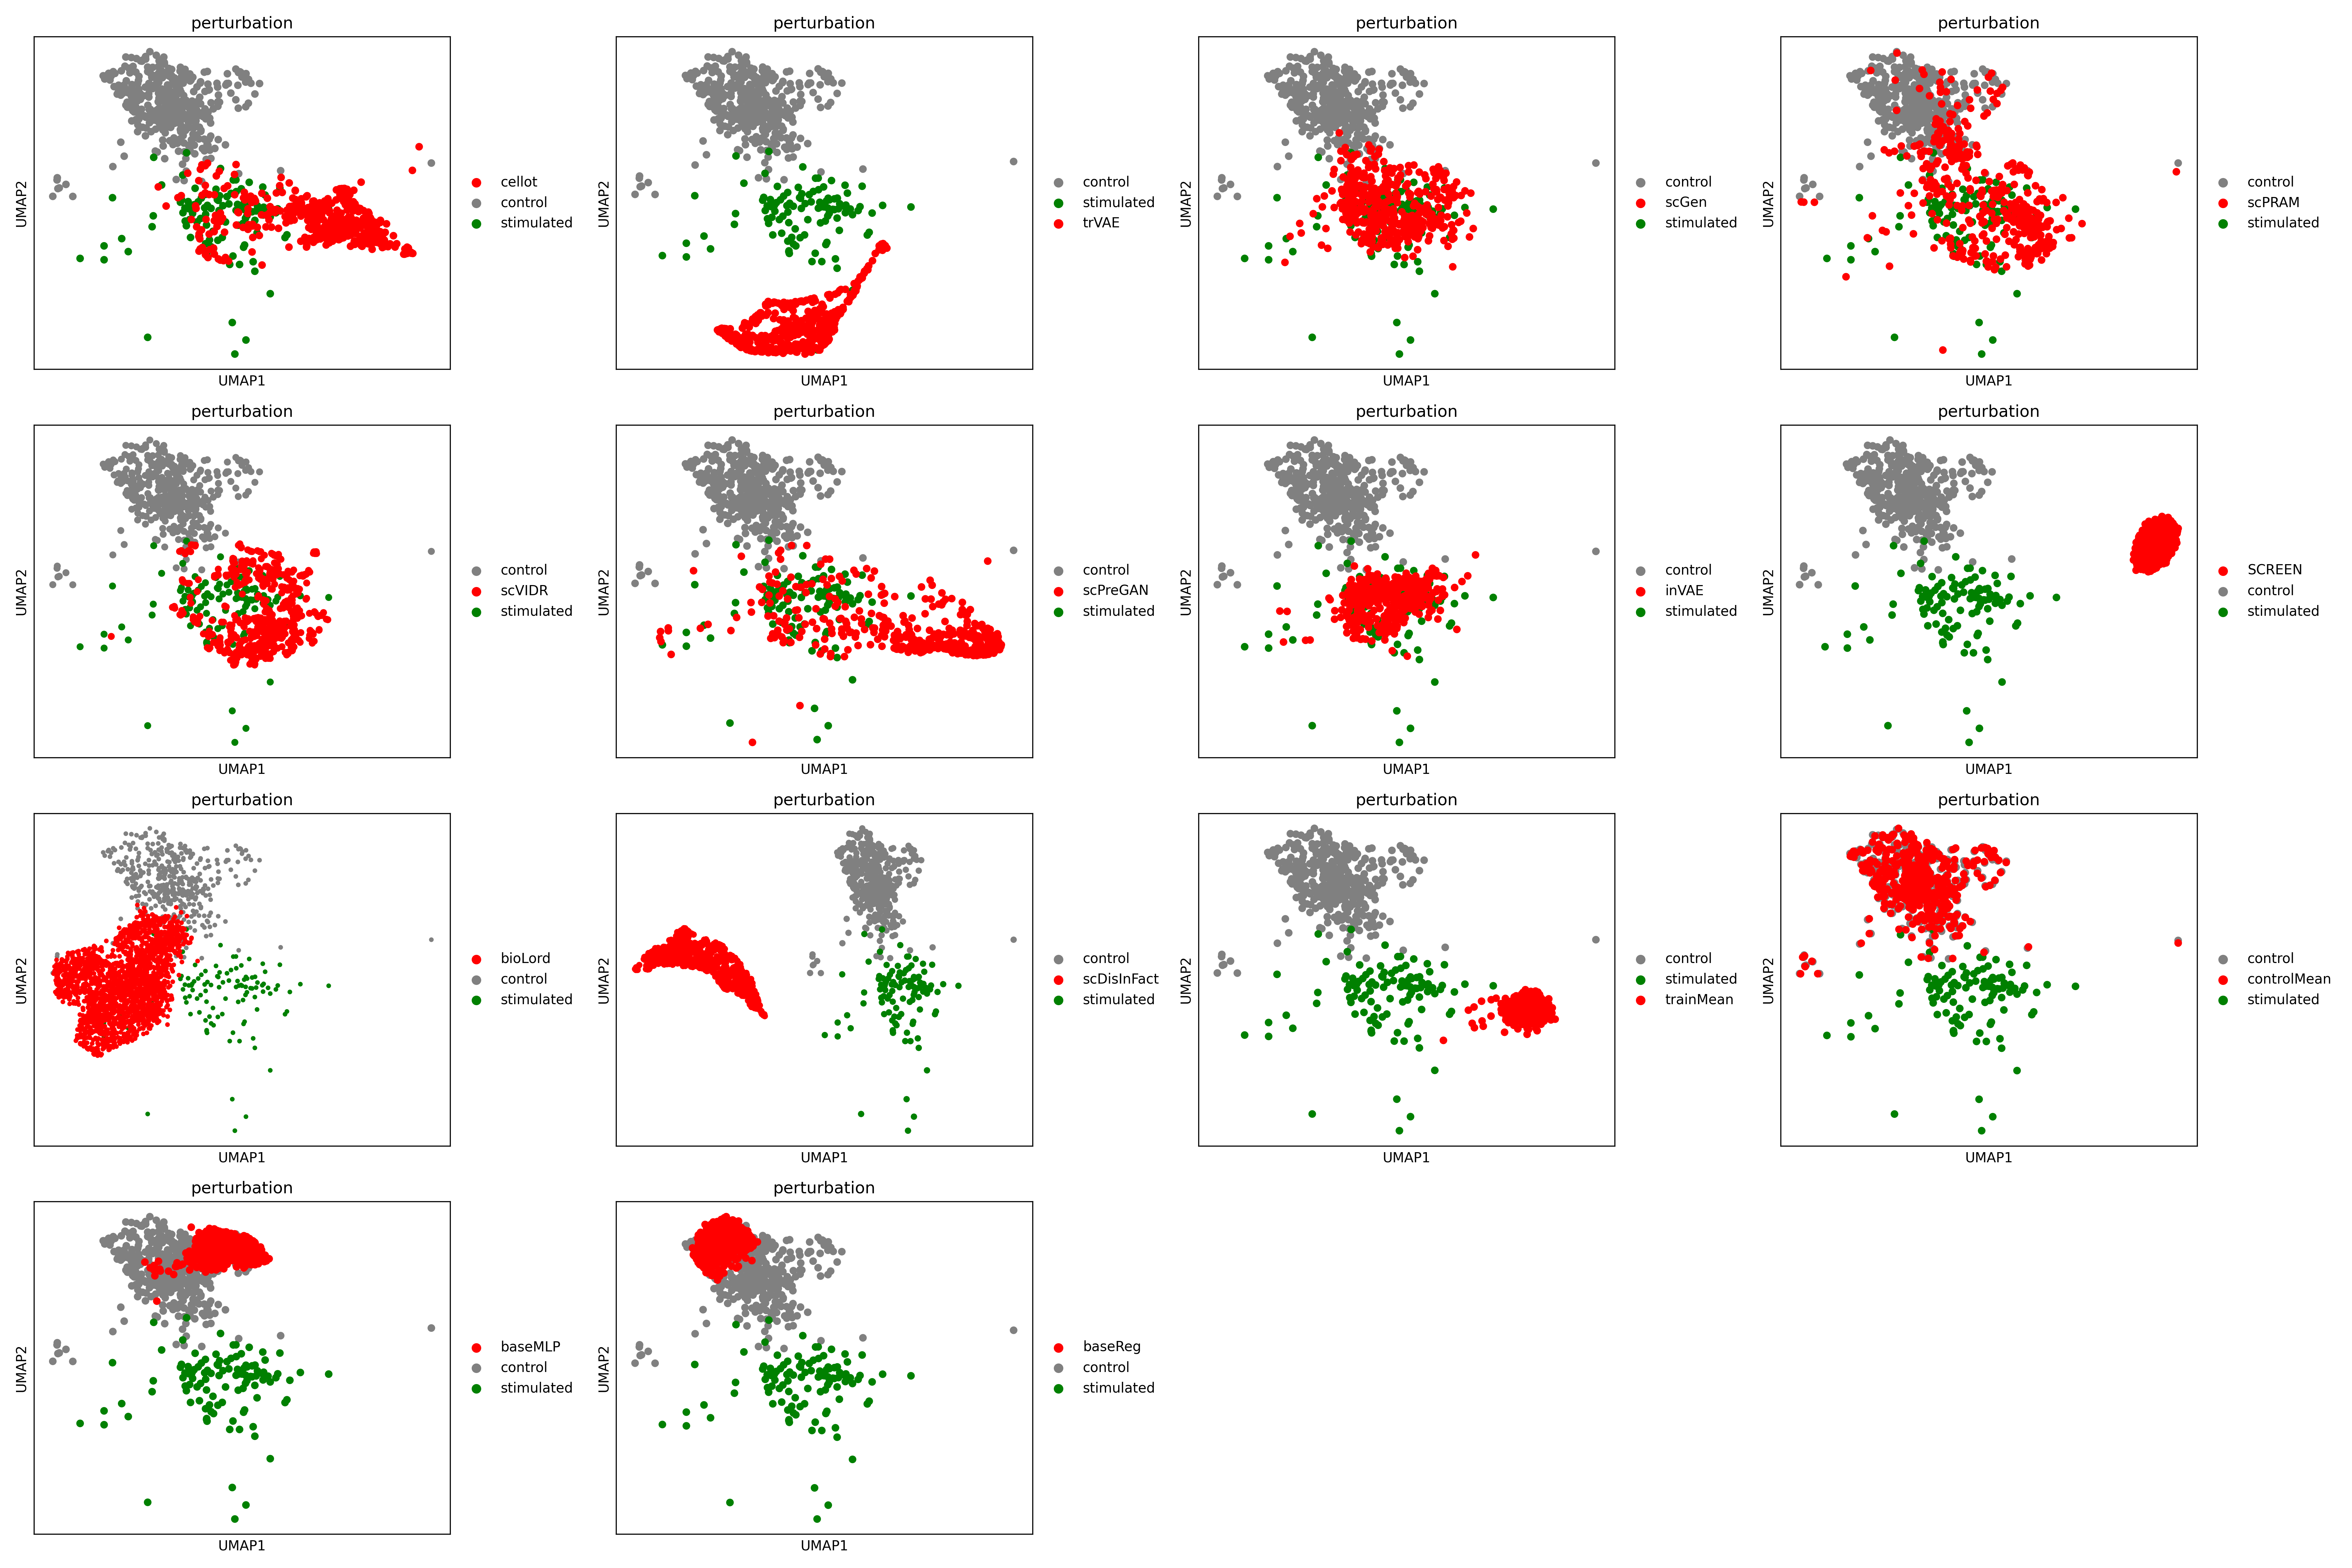 perturbation
UMAP2
UMAP1
cellot
control
stimulated
perturbation
UMAP2
UMAP1
control
stimulated
trVAE
perturbation
UMAP2
UMAP1
control
scGen
stimulated
perturbation
UMAP2
UMAP1
control
scPRAM
stimulated
perturbation
UMAP2
UMAP1
control
scVIDR
stimulated
perturbation
UMAP2
UMAP1
control
scPreGAN
stimulated
perturbation
UMAP2
UMAP1
control
inVAE
stimulated
perturbation
UMAP2
UMAP1
SCREEN
control
stimulated
perturbation
UMAP2
UMAP1
bioLord
control
stimulated
perturbation
UMAP2
UMAP1
control
scDisInFact
stimulated
perturbation
UMAP2
UMAP1
control
stimulated
trainMean
perturbation
UMAP2
UMAP1
control
controlMean
stimulated
perturbation
UMAP2
UMAP1
baseMLP
control
stimulated
perturbation
UMAP2
UMAP1
baseReg
control
stimulated